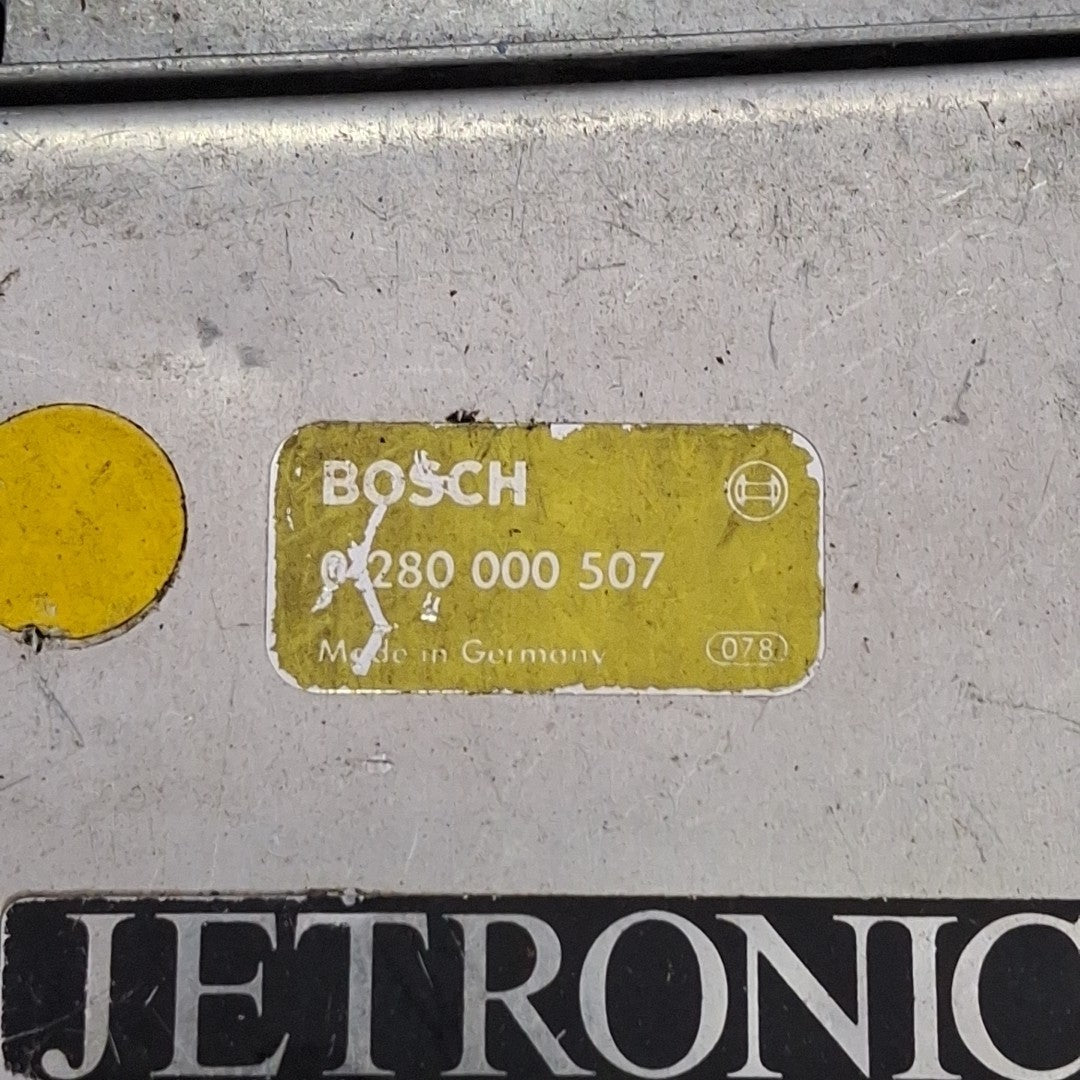 BOSCH
0 280 000 507
Made in Germany 078
JETRONIC